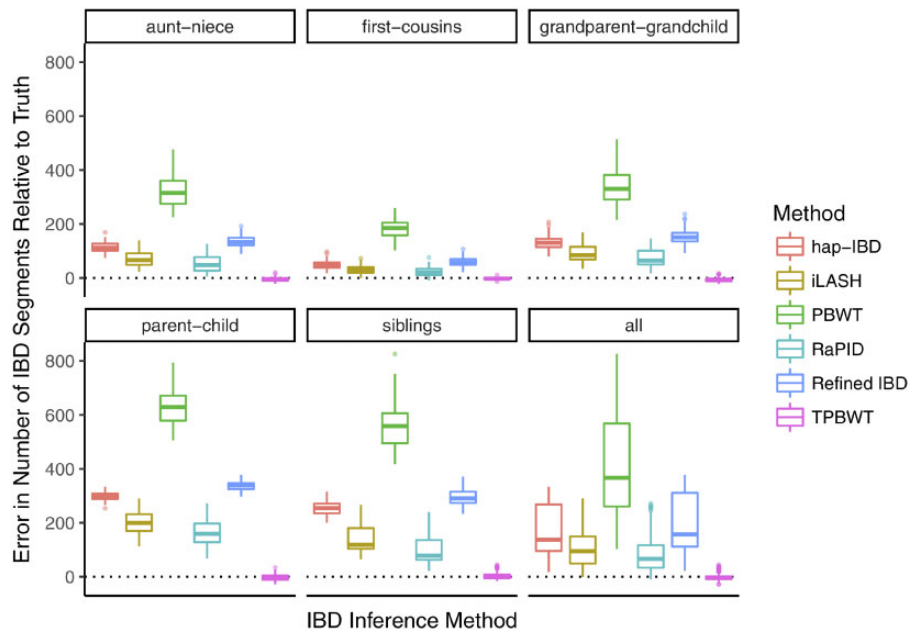 aunt−niece
first−cousins
grandparent−grandchild
800
600
400
200
0
parent−child
siblings
all
800
600
400
200
0
Error in Number of IBD Segments Relative to Truth
IBD Inference Method
Method
hap−IBD
iLASH
PBWT
RaPID
Refined IBD
TPBWT